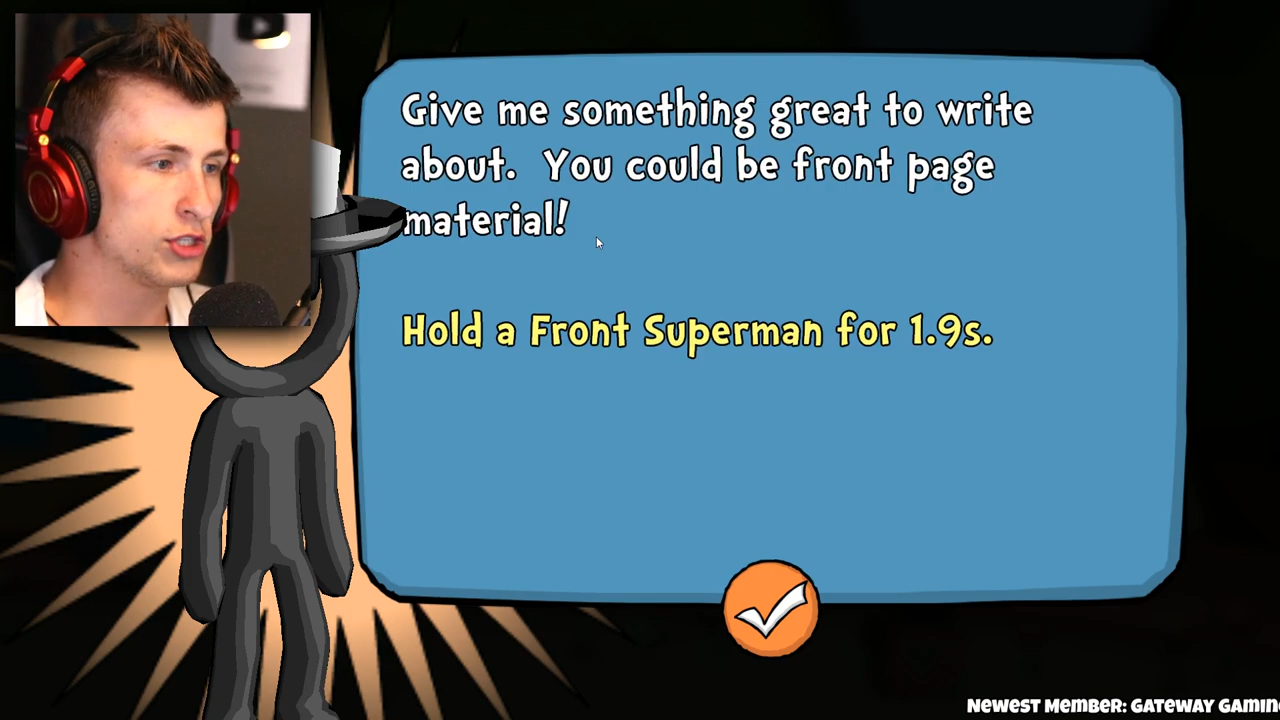 Give me something great to write
about. You could be front page
material!
Hold a Front Superman for 1.9s.
Newest Member: Gateway Gamin